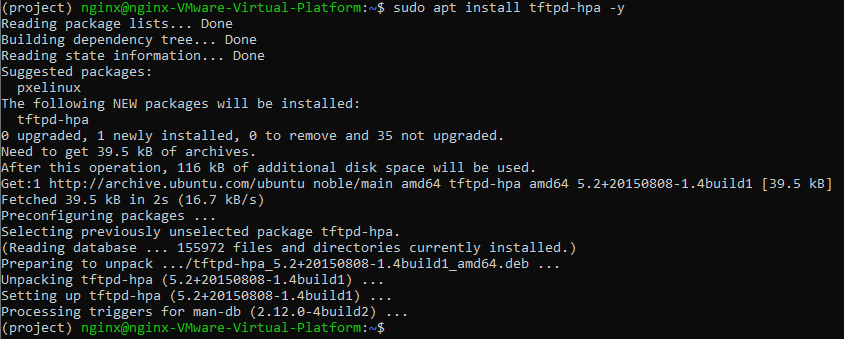 (project) nginx@nginx-VMware-Virtual-Platform:~$ sudo apt install tftpd-hpa -y
Reading package lists... Done
Building dependency tree... Done
Reading state information... Done
Suggested packages:
  pxelinux
The following NEW packages will be installed:
  tftpd-hpa
0 upgraded, 1 newly installed, 0 to remove and 35 not upgraded.
Need to get 39.5 kB of archives.
After this operation, 116 kB of additional disk space will be used.
Get:1 http://archive.ubuntu.com/ubuntu noble/main amd64 tftpd-hpa amd64 5.2+20150808-1.4build1 [39.5 kB]
Fetched 39.5 kB in 2s (16.7 kB/s)
Preconfiguring packages ...
Selecting previously unselected package tftpd-hpa.
(Reading database ... 155972 files and directories currently installed.)
Preparing to unpack .../tftpd-hpa_5.2+20150808-1.4build1_amd64.deb ...
Unpacking tftpd-hpa (5.2+20150808-1.4build1) ...
Setting up tftpd-hpa (5.2+20150808-1.4build1) ...
Processing triggers for man-db (2.12.0-4build2) ...
(project) nginx@nginx-VMware-Virtual-Platform:~$